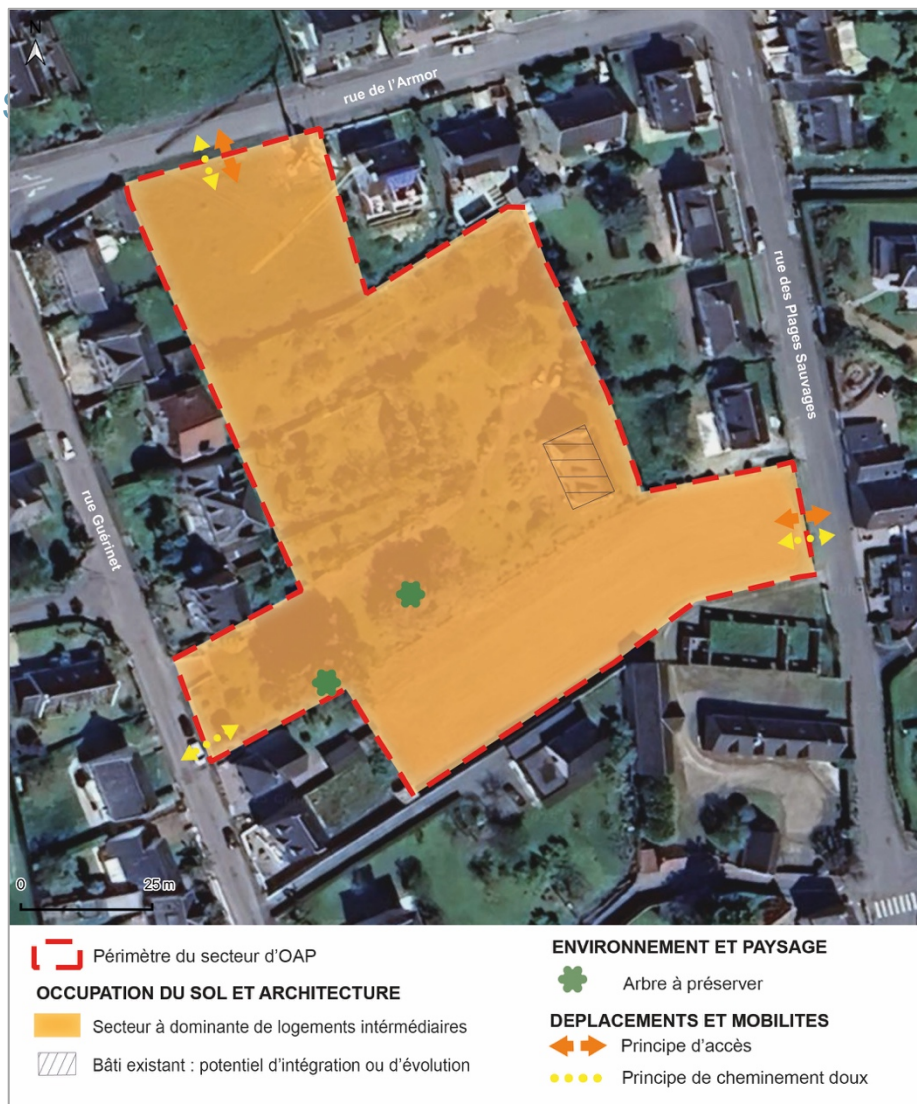 N
rue de l'Armor
rue des Plages Sauvages
rue Guérinet
0 25 m
Périmètre du secteur d'OAP
OCCUPATION DU SOL ET ARCHITECTURE
Secteur à dominante de logements intérmédiaires
Bâti existant : potentiel d'intégration ou d'évolution
ENVIRONNEMENT ET PAYSAGE
Arbre à préserver
DEPLACEMENTS ET MOBILITES
Principe d'accès
Principe de cheminement doux